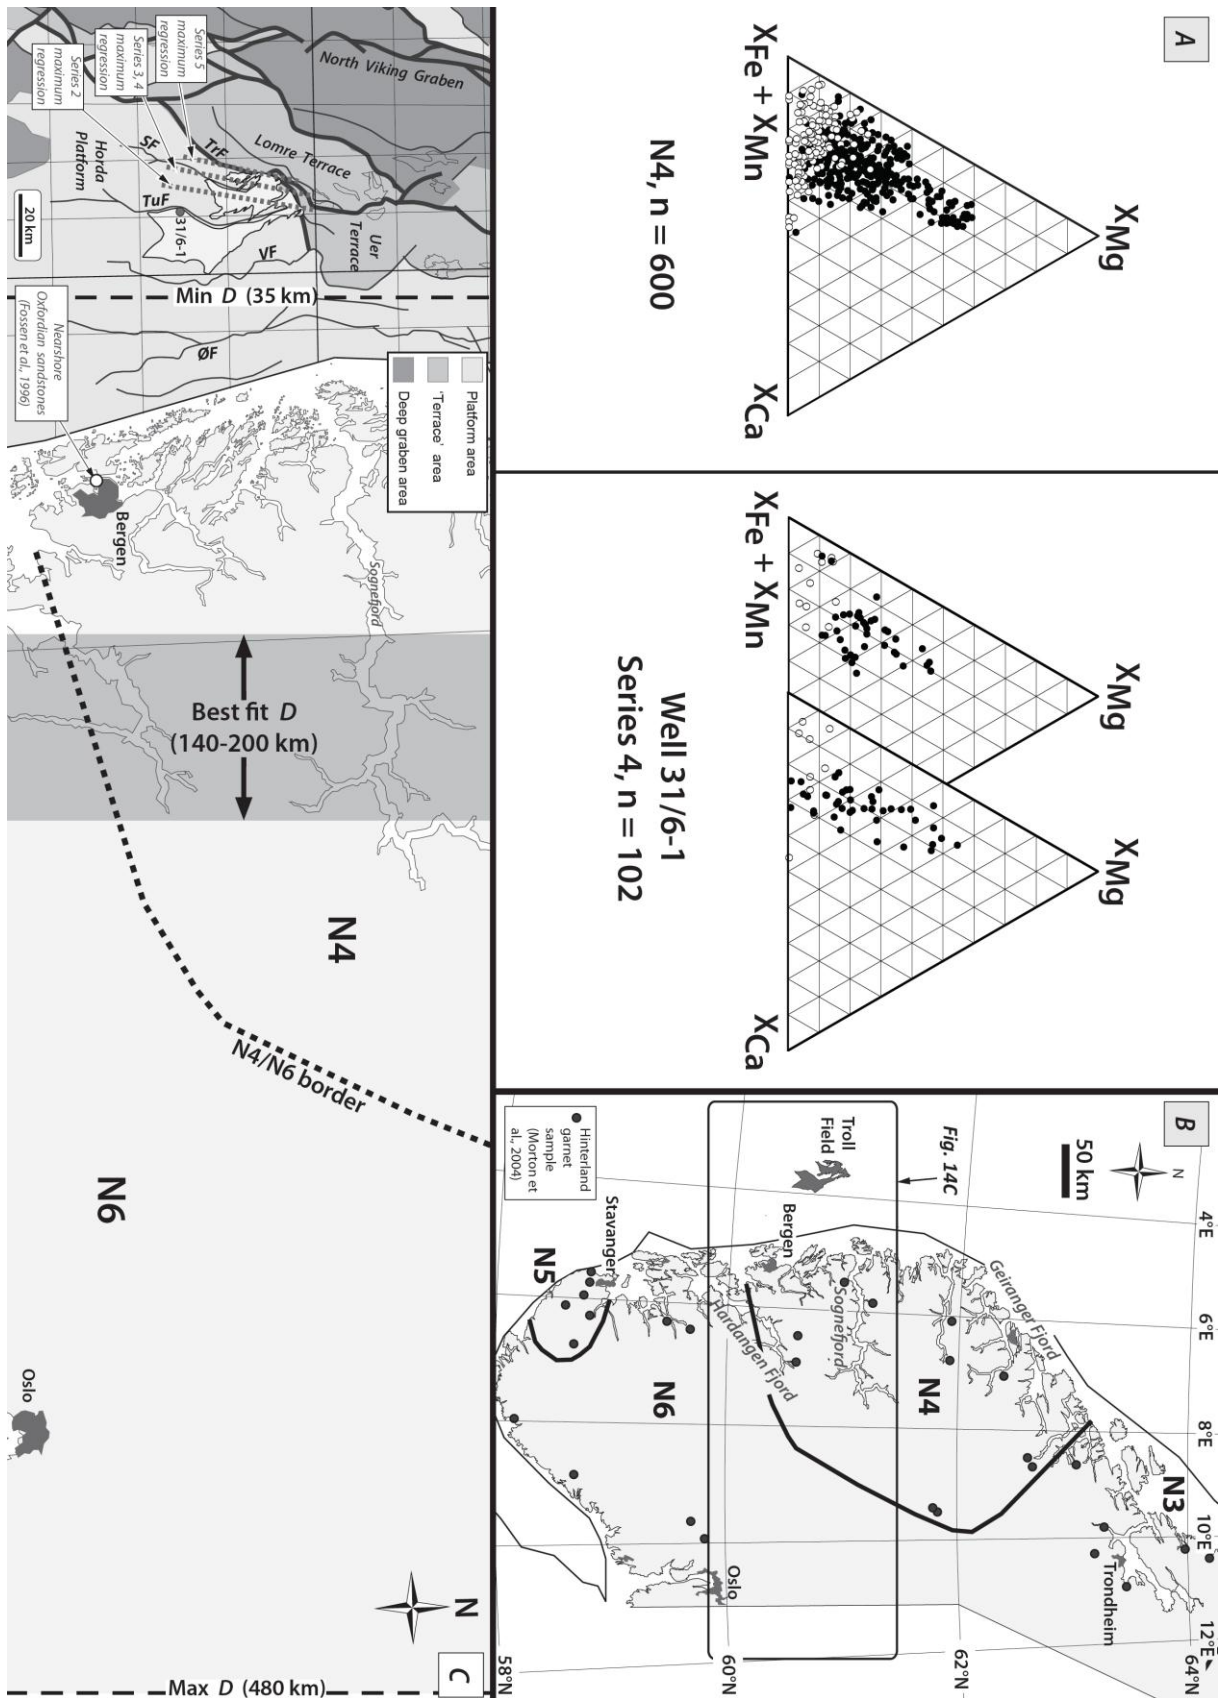 A
XMg
XFe + XMn
XCa
N4, n = 600
XMg
XMg
XFe + XMn
XCa
Well 31/6-1
Series 4, n = 102
B
N
50 km
4°E
6°E
8°E
10°E
12°E
64°N
62°N
60°N
58°N
Fig. 14C
Troll
Field
Geiranger Fjord
Bergen
Sognefjord
Hardangen Fjord
Stavanger
N3
N4
N5
N6
Trondheim
Oslo
Hinterland
garnet
sample
(Morton et
al., 2004)
C
N
North Viking Graben
Lomre Terrace
Uer
Terrace
Series 5
maximum
regression
Series 3, 4
maximum
regression
Series 2
maximum
regression
TrF
SF
TuF
VF
ØF
31/6-1
Horda
Platform
20 km
Min D (35 km)
Platform area
'Terrace' area
Deep graben area
Nearshore
Oxfordian sandstones
(Fossen et al., 1996)
Bergen
Sognefjord
Best fit D
(140-200 km)
N4
N4/N6 border
N6
Oslo
Max D (480 km)